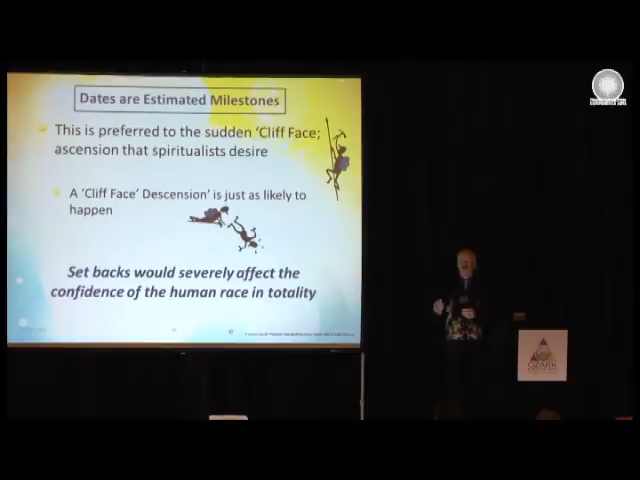 Dates are Estimated Milestones
This is preferred to the sudden 'Cliff Face;
ascension that spiritualists desire
A 'Cliff Face' Descension' is just as likely to
happen
Set backs would severely affect the
confidence of the human race in totality
OZARK